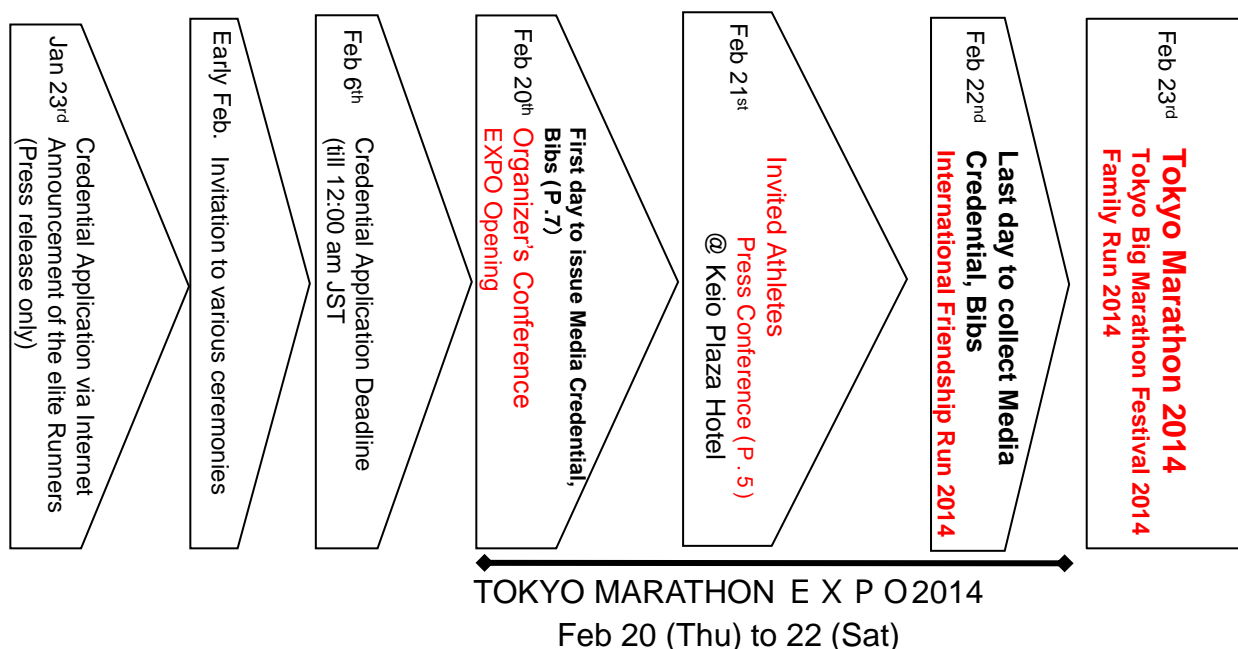 Jan 23rd Credential Application via Internet
Announcement of the elite Runners
(Press release only)
Early Feb. Invitation to various ceremonies
Feb 6th Credential Application Deadline
(till 12:00 am JST
Feb 20th First day to issue Media Credential,
Bibs (P.7)
Organizer's Conference
EXPO Opening
Feb 21st Invited Athletes
Press Conference (P. 5)
@ Keio Plaza Hotel
Feb 22nd Last day to collect Media
Credential, Bibs
International Friendship Run 2014
Feb 23rd Tokyo Marathon 2014
Tokyo Big Marathon Festival 2014
Family Run 2014
TOKYO MARATHON ＥＸＰＯ2014
Feb 20 (Thu) to 22 (Sat)